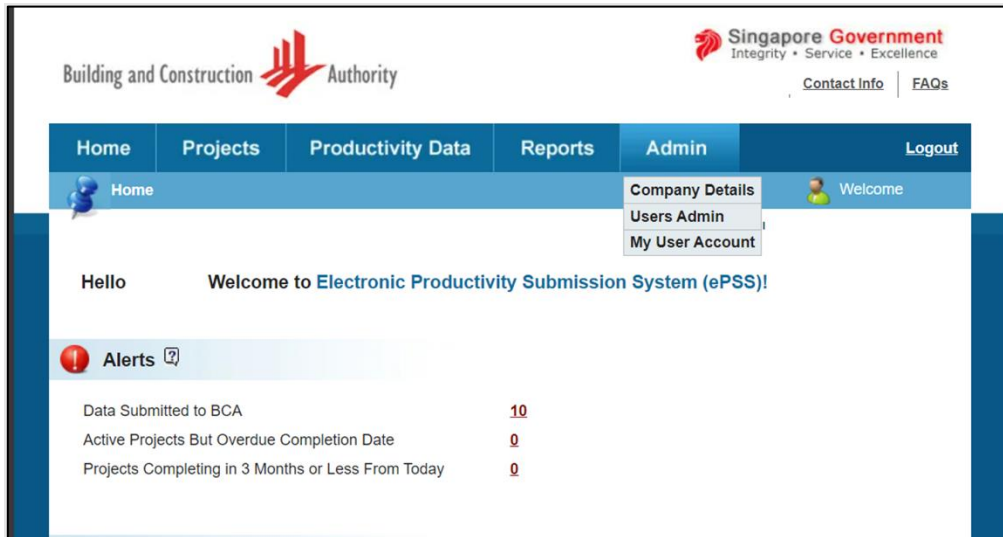 Building and Construction Authority
Singapore Government
Integrity • Service • Excellence
Contact Info FAQs
Home Projects Productivity Data Reports Admin Logout
Home Welcome
Company Details
Users Admin
My User Account
Hello Welcome to Electronic Productivity Submission System (ePSS)!
Alerts ?
Data Submitted to BCA 10
Active Projects But Overdue Completion Date 0
Projects Completing in 3 Months or Less From Today 0